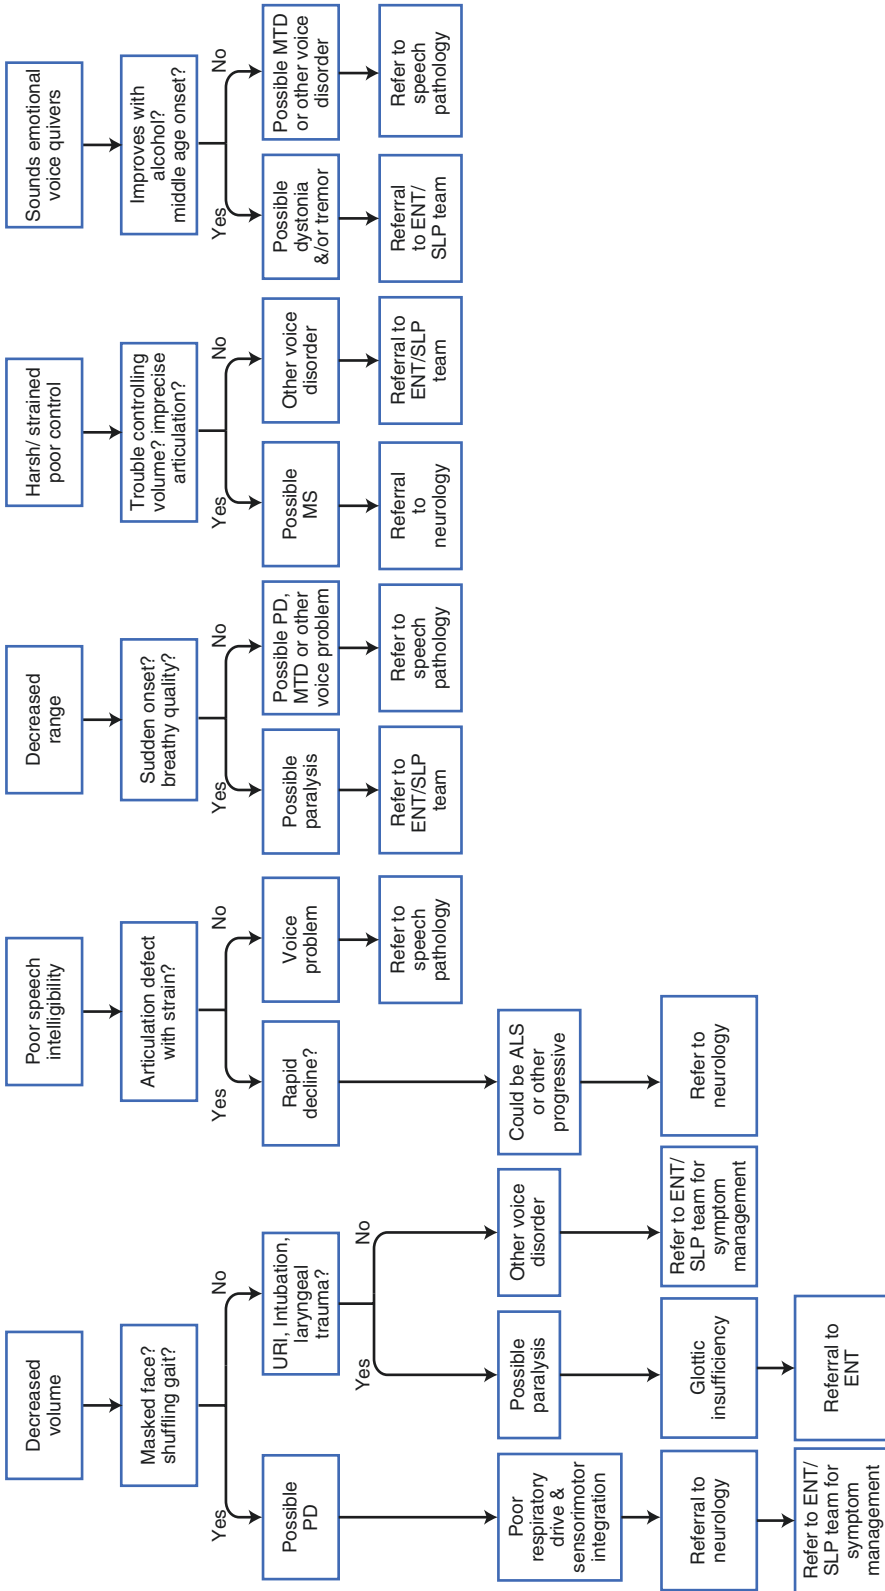 Decreased
volume
Masked face?
shuffling gait?
Yes
No
Possible
PD
URI, Intubation,
laryngeal
trauma?
Yes
No
Poor
respiratory
drive &
sensorimotor
integration
Possible
paralysis
Other voice
disorder
Referral to
neurology
Glottic
insufficiency
Refer to ENT/
SLP team for
symptom
management
Refer to ENT/
SLP team for
symptom
management
Referral to
ENT
Poor speech
intelligibility
Articulation defect
with strain?
Yes
No
Rapid
decline?
Voice
problem
Refer to
speech
pathology
Could be ALS
or other
progressive
Refer to
neurology
Decreased
range
Sudden onset?
breathy quality?
Yes
No
Possible
paralysis
Possible PD,
MTD or other
voice problem
Refer to
ENT/SLP
team
Refer to
speech
pathology
Harsh/ strained
poor control
Trouble controlling
volume? imprecise
articulation?
Yes
No
Possible
MS
Other voice
disorder
Referral
to
neurology
Referral to
ENT/SLP
team
Sounds emotional
voice quivers
Improves with
alcohol?
middle age onset?
Yes
No
Possible
dystonia
&/or tremor
Possible MTD
or other voice
disorder
Referral
to ENT/
SLP team
Refer to
speech
pathology